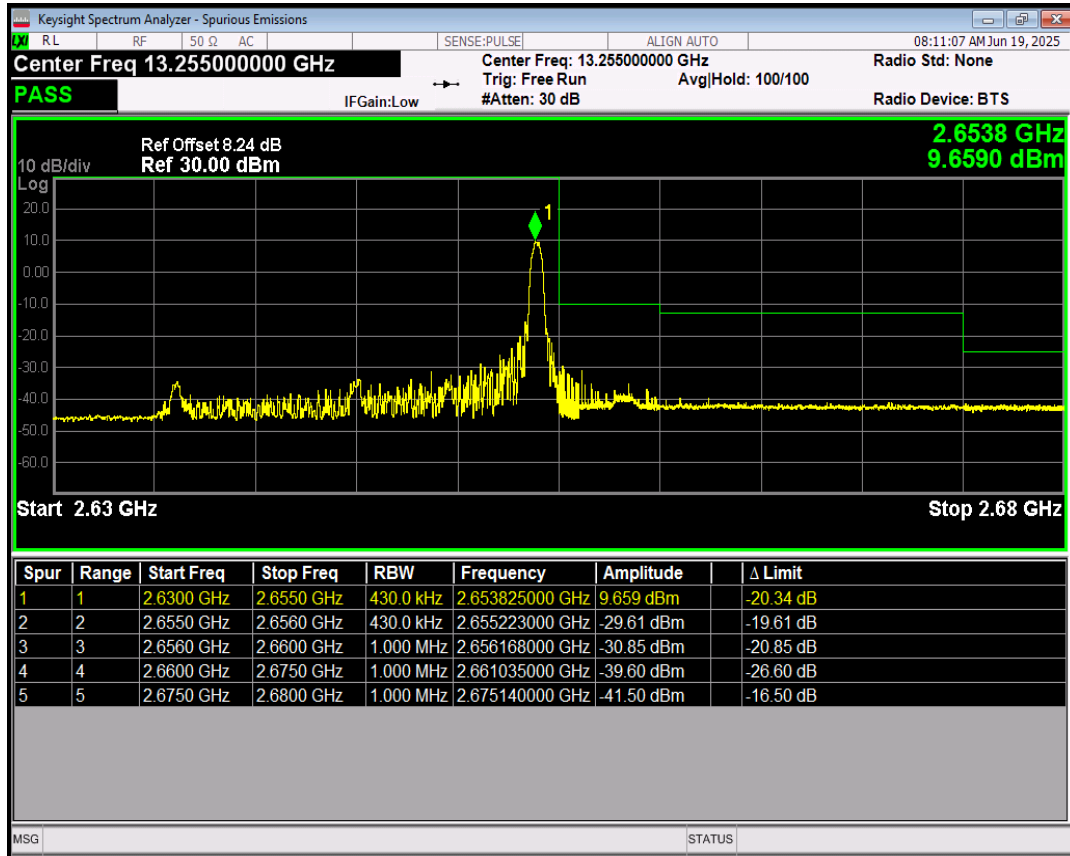 Keysight Spectrum Analyzer - Spurious Emissions
LXI RL RF 50 Ω AC SENSE:PULSE ALIGN AUTO 08:11:07 AM Jun 19, 2025
Center Freq 13.255000000 GHz Center Freq: 13.255000000 GHz Radio Std: None
Trig: Free Run Avg|Hold: 100/100
PASS IFGain:Low #Atten: 30 dB Radio Device: BTS
2.6538 GHz
Ref Offset 8.24 dB
9.6590 dBm
10 dB/div Ref 30.00 dBm
Log
20.0
1
10.0
0.00
-10.0
-20.0
-30.0
-40.0
-50.0
-60.0
Start 2.63 GHz Stop 2.68 GHz
Spur Range Start Freq Stop Freq RBW Frequency Amplitude Δ Limit
1 1 2.6300 GHz 2.6550 GHz 430.0 kHz 2.653825000 GHz 9.659 dBm -20.34 dB
2 2 2.6550 GHz 2.6560 GHz 430.0 kHz 2.655223000 GHz -29.61 dBm -19.61 dB
3 3 2.6560 GHz 2.6600 GHz 1.000 MHz 2.656168000 GHz -30.85 dBm -20.85 dB
4 4 2.6600 GHz 2.6750 GHz 1.000 MHz 2.661035000 GHz -39.60 dBm -26.60 dB
5 5 2.6750 GHz 2.6800 GHz 1.000 MHz 2.675140000 GHz -41.50 dBm -16.50 dB
MSG STATUS